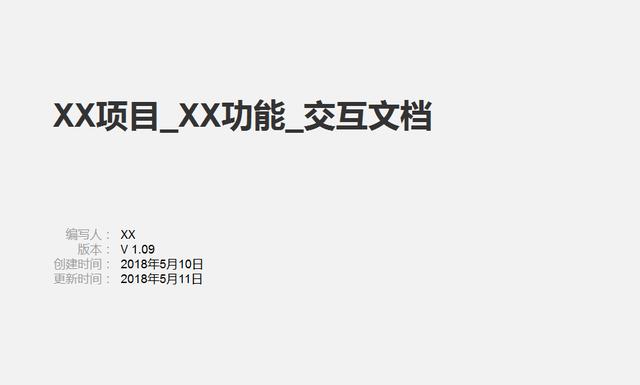 XX项目_XX功能_交互文档
编写人： XX
版本： V 1.09
创建时间： 2018年5月10日
更新时间： 2018年5月11日